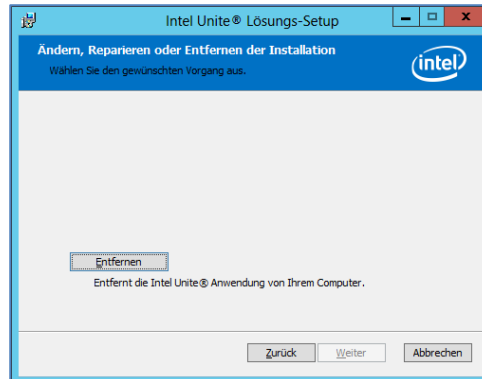 Intel Unite® Lösungs-Setup
Ändern, Reparieren oder Entfernen der Installation
Wählen Sie den gewünschten Vorgang aus.
intel
Entfernen
Entfernt die Intel Unite® Anwendung von Ihrem Computer.
Zurück Weiter Abbrechen